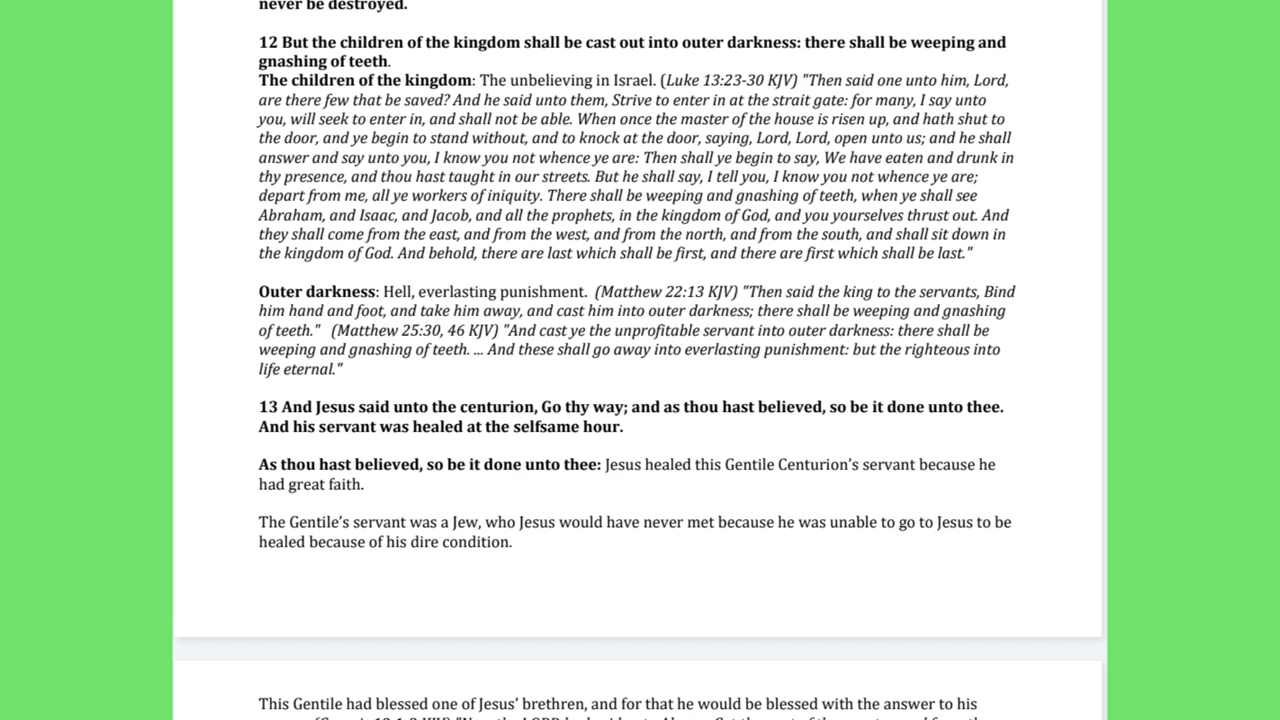 never be destroyed.
12 But the children of the kingdom shall be cast out into outer darkness: there shall be weeping and
gnashing of teeth.
The children of the kingdom: The unbelieving in Israel. (Luke 13:23-30 KJV) "Then said one unto him, Lord,
are there few that be saved? And he said unto them, Strive to enter in at the strait gate: for many, I say unto
you, will seek to enter in, and shall not be able. When once the master of the house is risen up, and hath shut to
the door, and ye begin to stand without, and to knock at the door, saying, Lord, Lord, open unto us; and he shall
answer and say unto you, I know you not whence ye are: Then shall ye begin to say, We have eaten and drunk in
thy presence, and thou hast taught in our streets. But he shall say, I tell you, I know you not whence ye are;
depart from me, all ye workers of iniquity. There shall be weeping and gnashing of teeth, when ye shall see
Abraham, and Isaac, and Jacob, and all the prophets, in the kingdom of God, and you yourselves thrust out. And
they shall come from the east, and from the west, and from the north, and from the south, and shall sit down in
the kingdom of God. And behold, there are last which shall be first, and there are first which shall be last."
Outer darkness: Hell, everlasting punishment. (Matthew 22:13 KJV) "Then said the king to the servants, Bind
him hand and foot, and take him away, and cast him into outer darkness; there shall be weeping and gnashing
of teeth." (Matthew 25:30, 46 KJV) "And cast ye the unprofitable servant into outer darkness: there shall be
weeping and gnashing of teeth. ... And these shall go away into everlasting punishment: but the righteous into
life eternal."
13 And Jesus said unto the centurion, Go thy way; and as thou hast believed, so be it done unto thee.
And his servant was healed at the selfsame hour.
As thou hast believed, so be it done unto thee: Jesus healed this Gentile Centurion's servant because he
had great faith.
The Gentile's servant was a Jew, who Jesus would have never met because he was unable to go to Jesus to be
healed because of his dire condition.
This Gentile had blessed one of Jesus' brethren, and for that he would be blessed with the answer to his